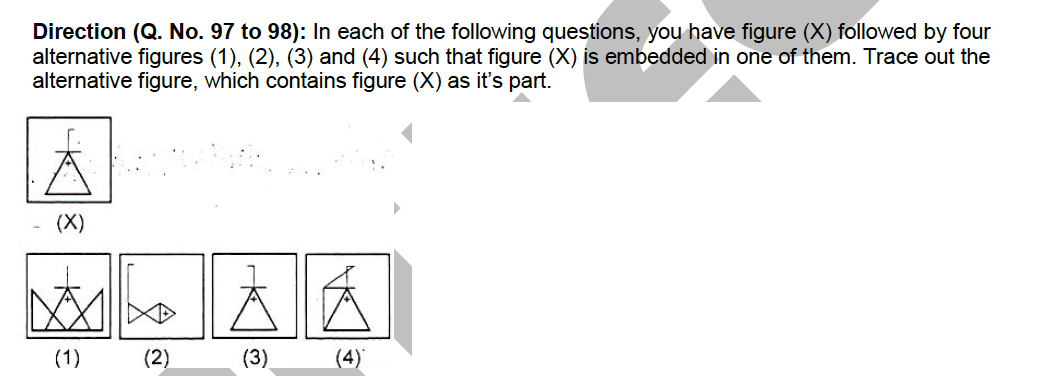 Direction (Q. No. 97 to 98): In each of the following questions, you have figure (X) followed by four
alternative figures (1), (2), (3) and (4) such that figure (X) is embedded in one of them. Trace out the
alternative figure, which contains figure (X) as it's part.
(X)
(1) (2) (3) (4)